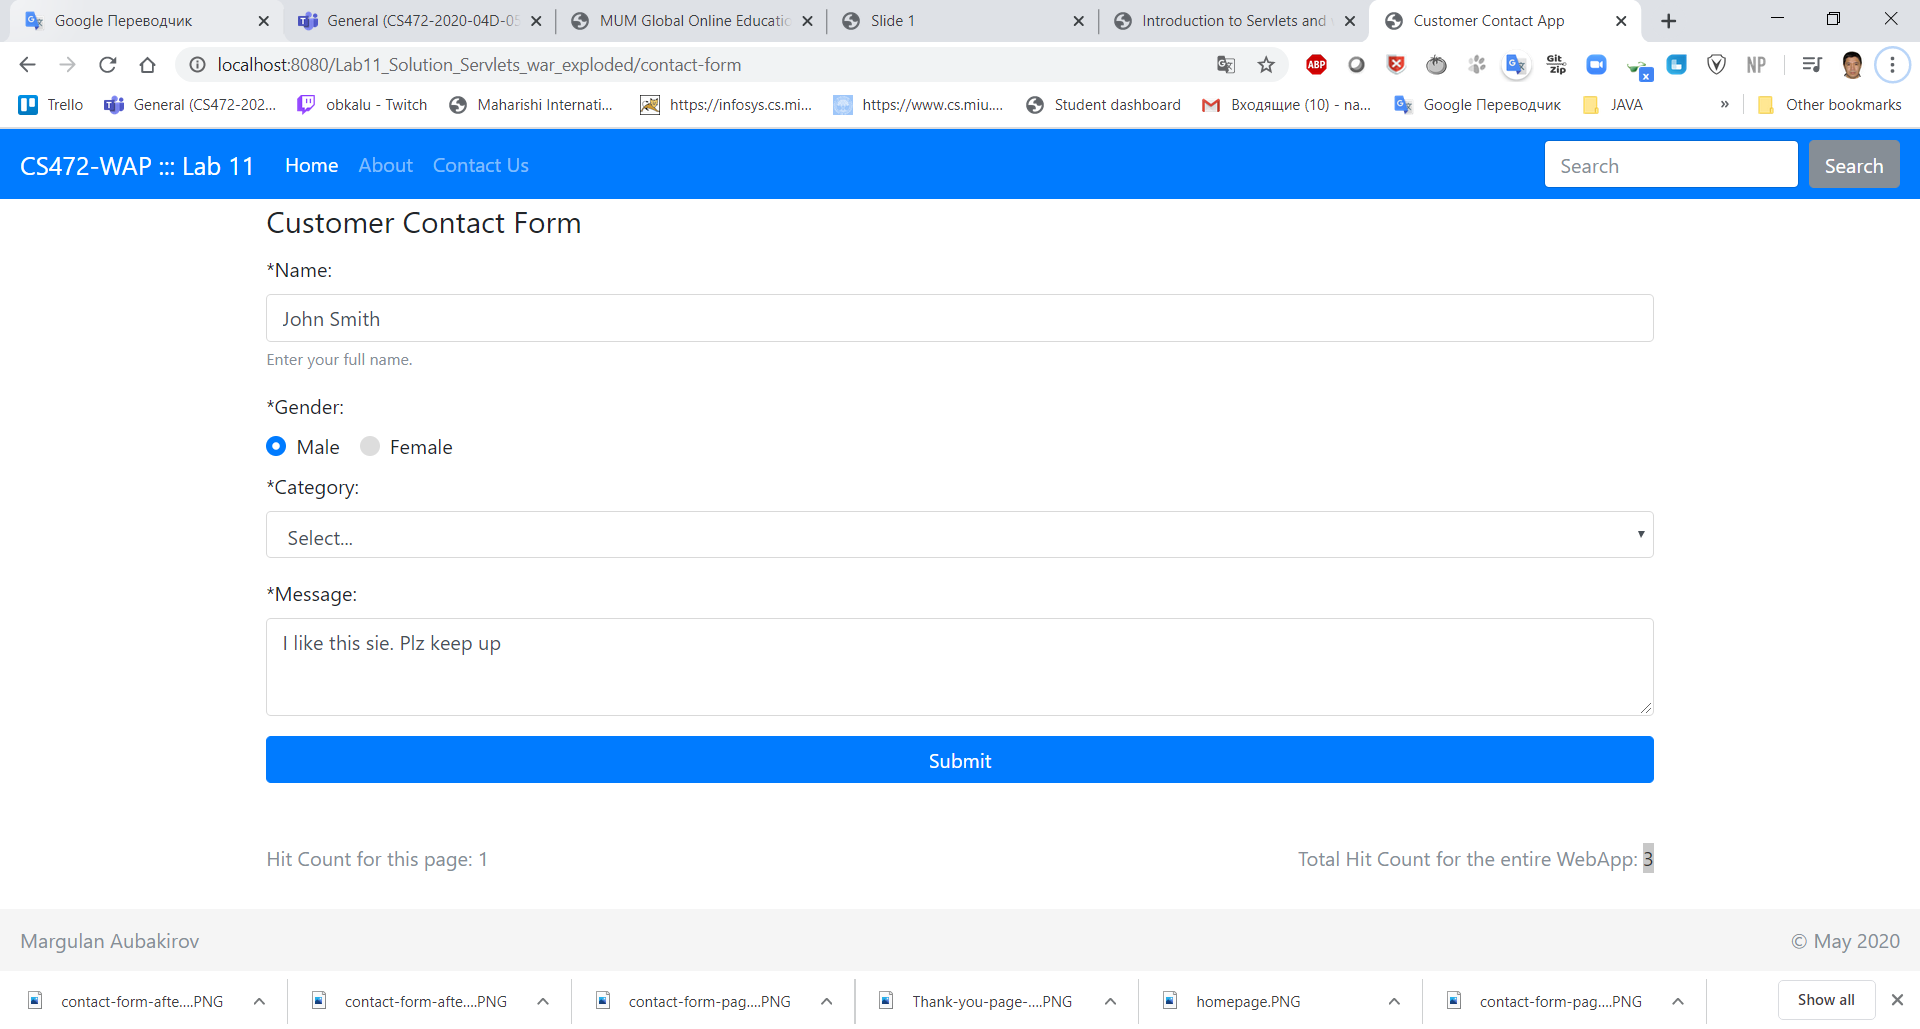 Google Переводчик
General (CS472-2020-04D-05
MUM Global Online Educatio
Slide 1
Introduction to Servlets and
Customer Contact App
localhost:8080/Lab11_Solution_Servlets_war_exploded/contact-form
ABP
Git zip
NP
Trello
General (CS472-202...
obkalu - Twitch
Maharishi Internati...
https://infosys.cs.mi...
https://www.cs.miu....
Student dashboard
Входящие (10) - na...
Google Переводчик
JAVA
»
Other bookmarks
CS472-WAP ::: Lab 11
Home
About
Contact Us
Search
Search
Customer Contact Form
*Name:
John Smith
Enter your full name.
*Gender:
Male
Female
*Category:
Select...
*Message:
I like this sie. Plz keep up
Submit
Hit Count for this page: 1
Total Hit Count for the entire WebApp: 3
Margulan Aubakirov
© May 2020
contact-form-afte....PNG
contact-form-afte....PNG
contact-form-pag....PNG
Thank-you-page-....PNG
homepage.PNG
contact-form-pag....PNG
Show all